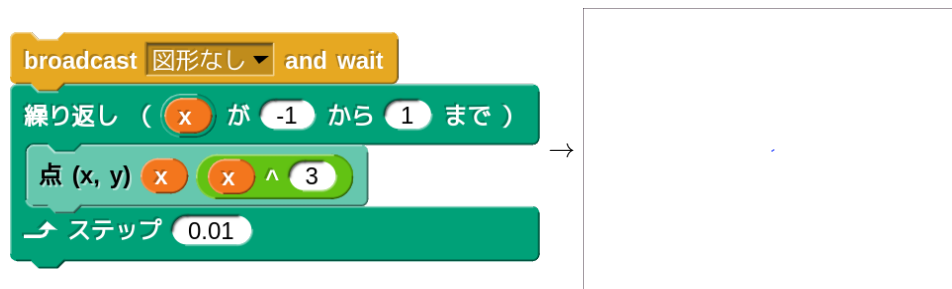 broadcast 図形なし and wait
繰り返し ( x が -1 から 1 まで )
点 (x, y) x x ^ 3
ステップ 0.01
→